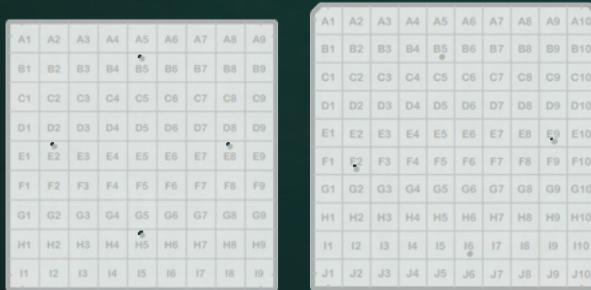 A1 A2 A3 A4 A5 A6 A7 A8 A9
B1 B2 B3 B4 B5 B6 B7 B8 B9
C1 C2 C3 C4 C5 C6 C7 C8 C9
D1 D2 D3 D4 D5 D6 D7 D8 D9
E1 E2 E3 E4 E5 E6 E7 E8 E9
F1 F2 F3 F4 F5 F6 F7 F8 F9
G1 G2 G3 G4 G5 G6 G7 G8 G9
H1 H2 H3 H4 H5 H6 H7 H8 H9
I1 I2 I3 I4 I5 I6 I7 I8 I9
A1 A2 A3 A4 A5 A6 A7 A8 A9 A10
B1 B2 B3 B4 B5 B6 B7 B8 B9 B10
C1 C2 C3 C4 C5 C6 C7 C8 C9 C10
D1 D2 D3 D4 D5 D6 D7 D8 D9 D10
E1 E2 E3 E4 E5 E6 E7 E8 E9 E10
F1 F2 F3 F4 F5 F6 F7 F8 F9 F10
G1 G2 G3 G4 G5 G6 G7 G8 G9 G10
H1 H2 H3 H4 H5 H6 H7 H8 H9 H10
I1 I2 I3 I4 I5 I6 I7 I8 I9 I10
J1 J2 J3 J4 J5 J6 J7 J8 J9 J10